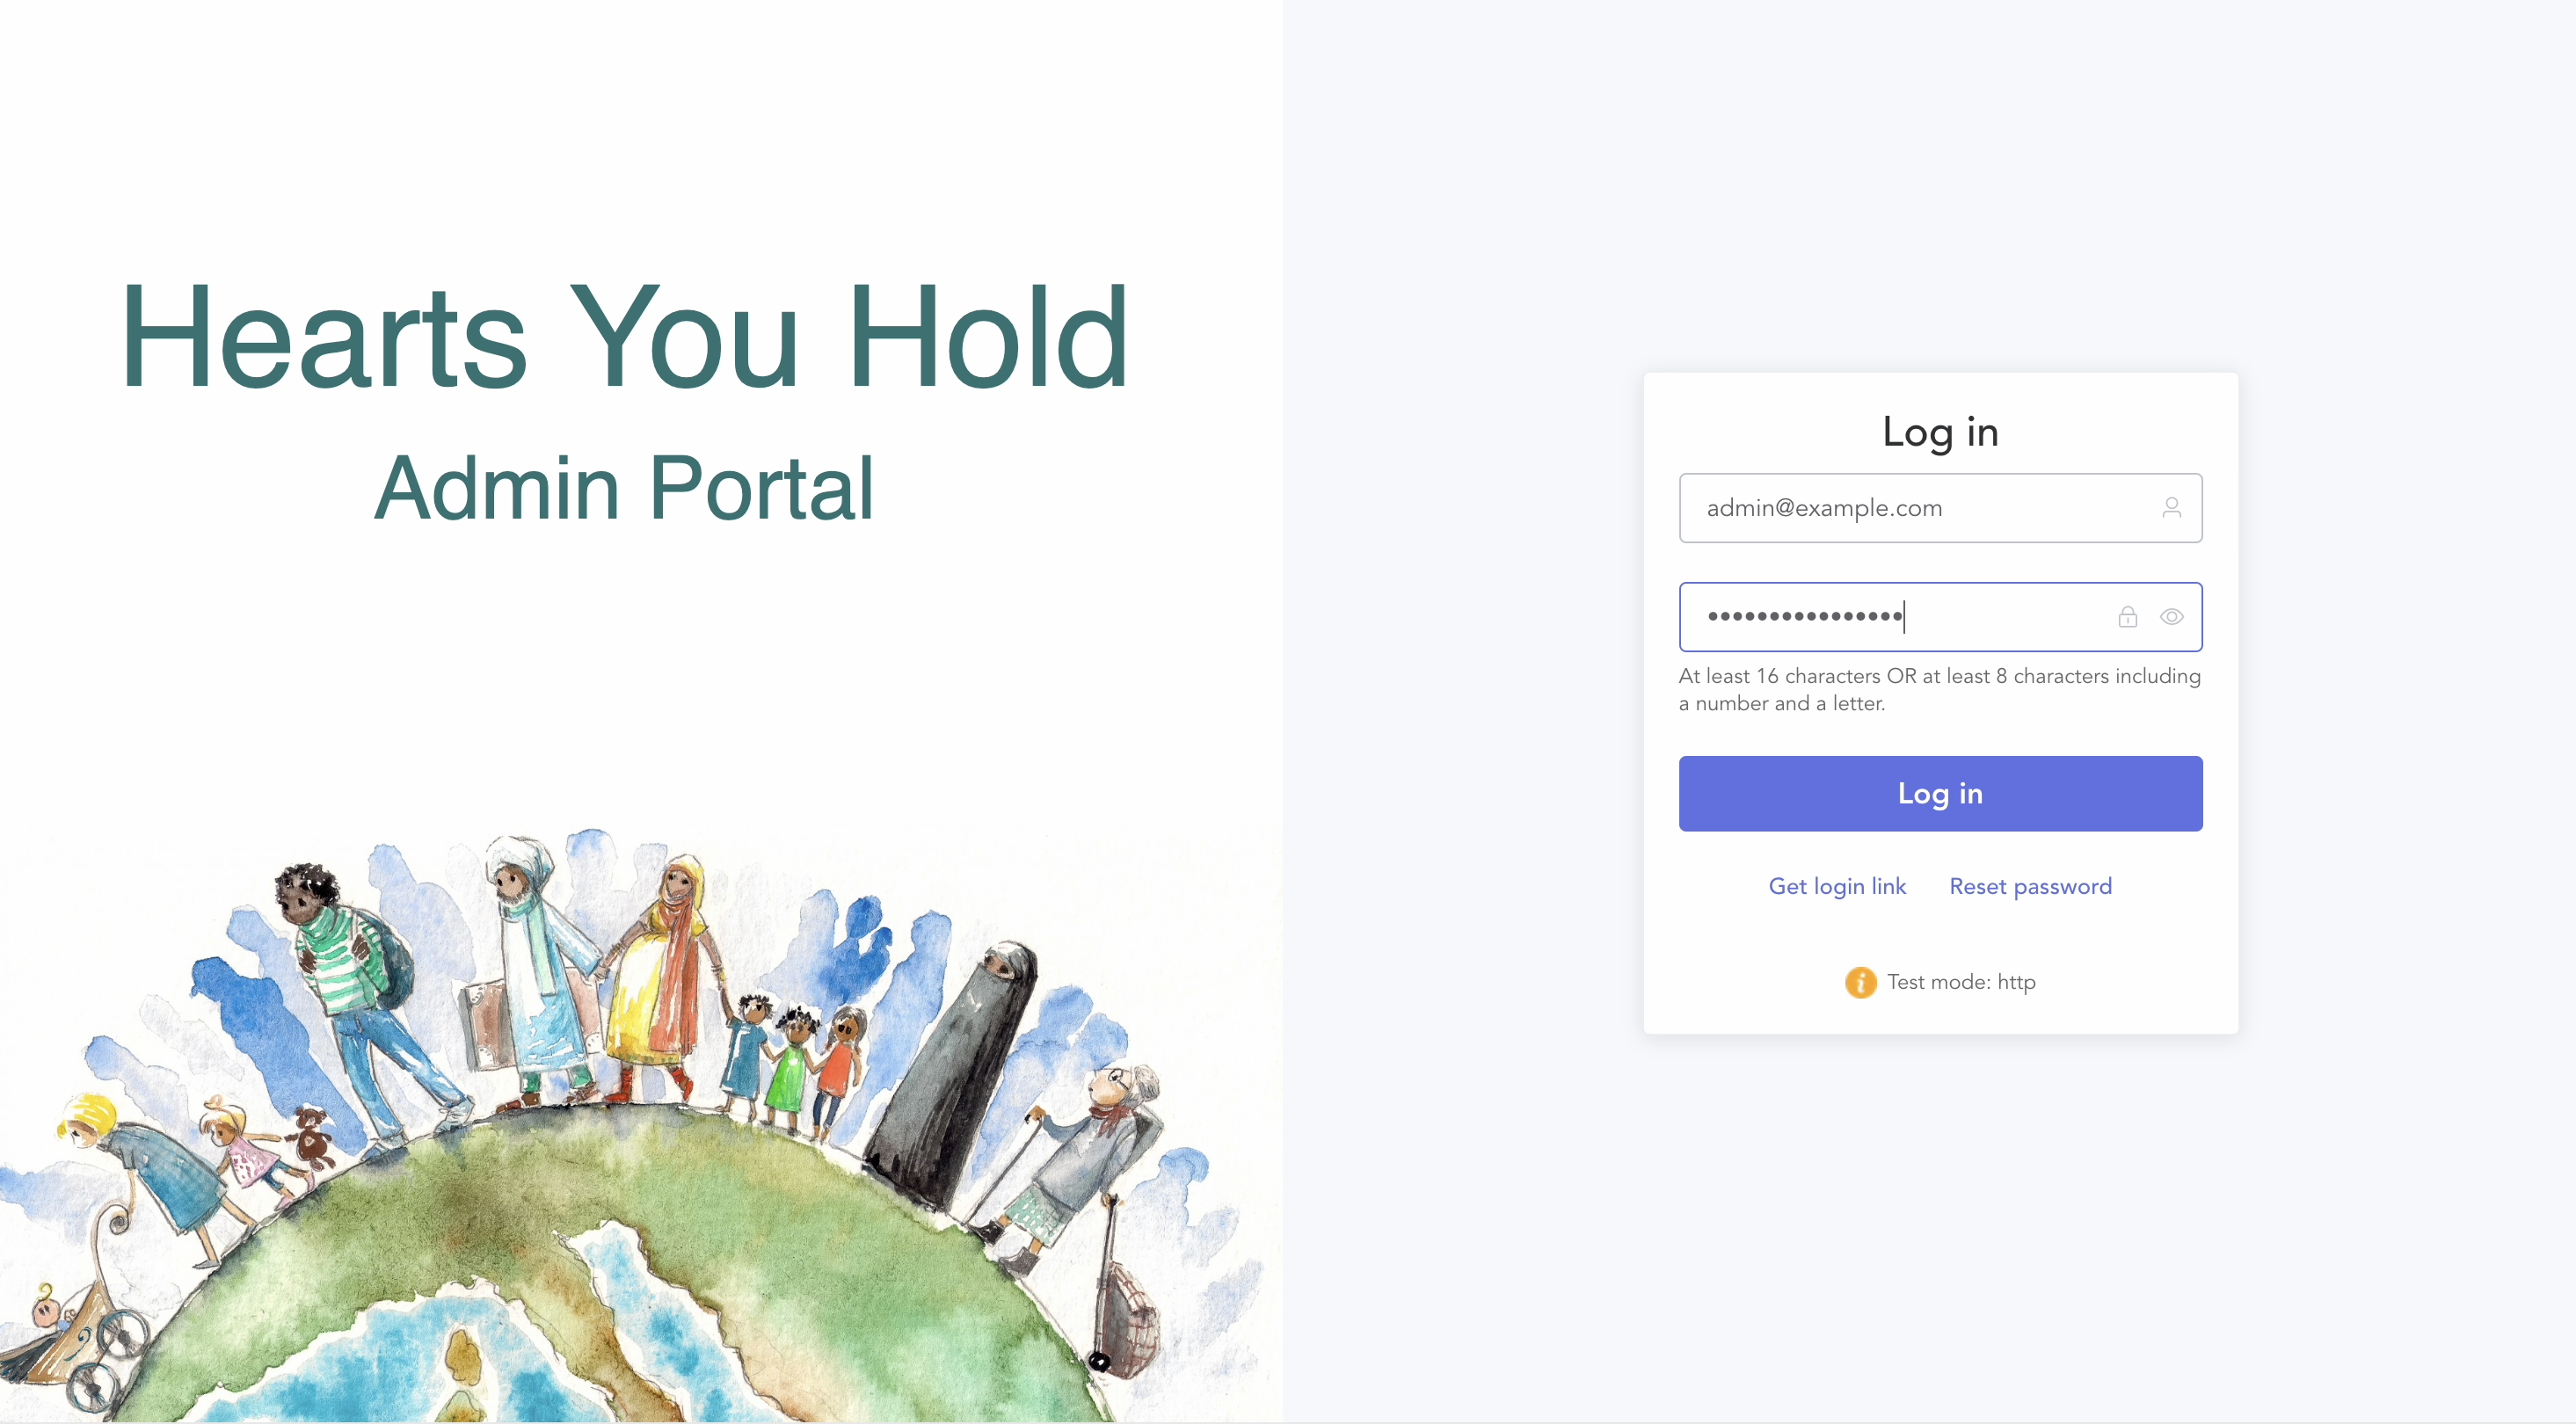 Hearts You Hold
Admin Portal
Log in
admin@example.com
••••••••••••••••
At least 16 characters OR at least 8 characters including
a number and a letter.
Log in
Get login link Reset password
Test mode: http